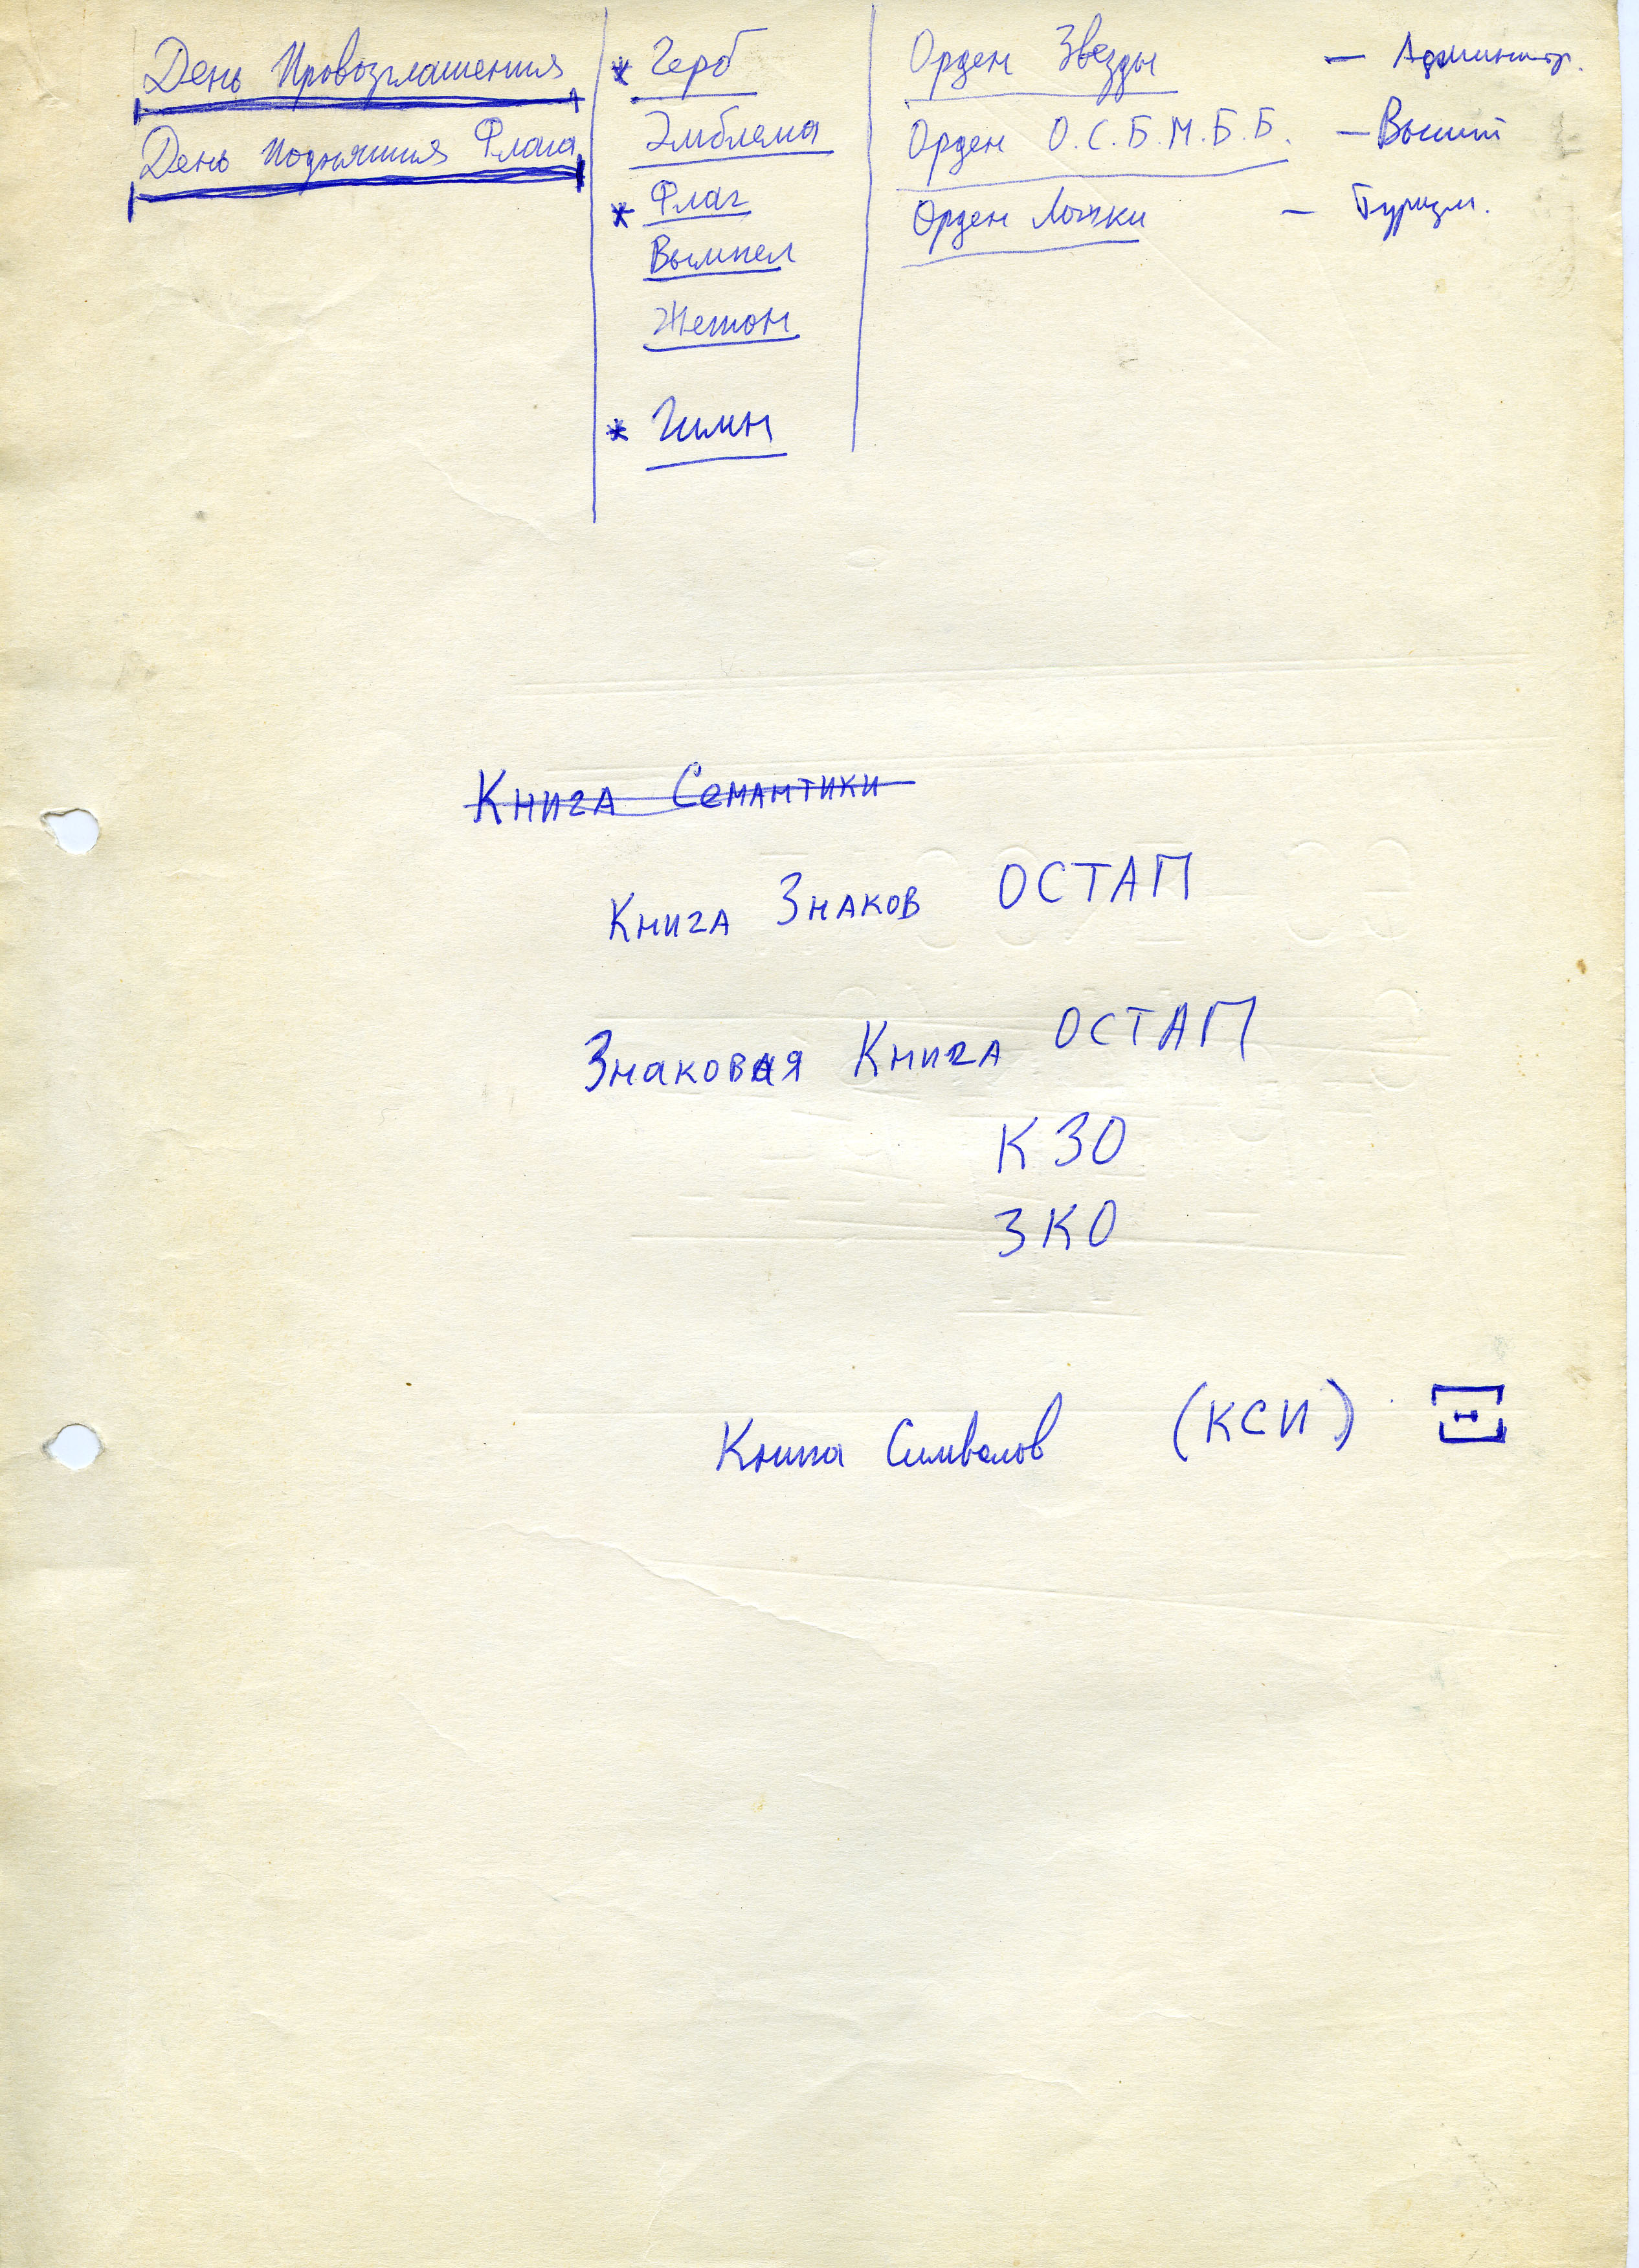 День Провозглашения
День Поднятия Флага
* Герб
Эмблема
* Флаг
Вымпел
Жетон
* Гимн
Орден Звезды — Администр.
Орден О.С.Б.М.Б.Б. — Высший
Орден Ложки — Туризм.
Книга Семантики
Книга Знаков ОСТАП
Знаковая Книга ОСТАП
КЗО
ЗКО
Книга Символов (КСИ)